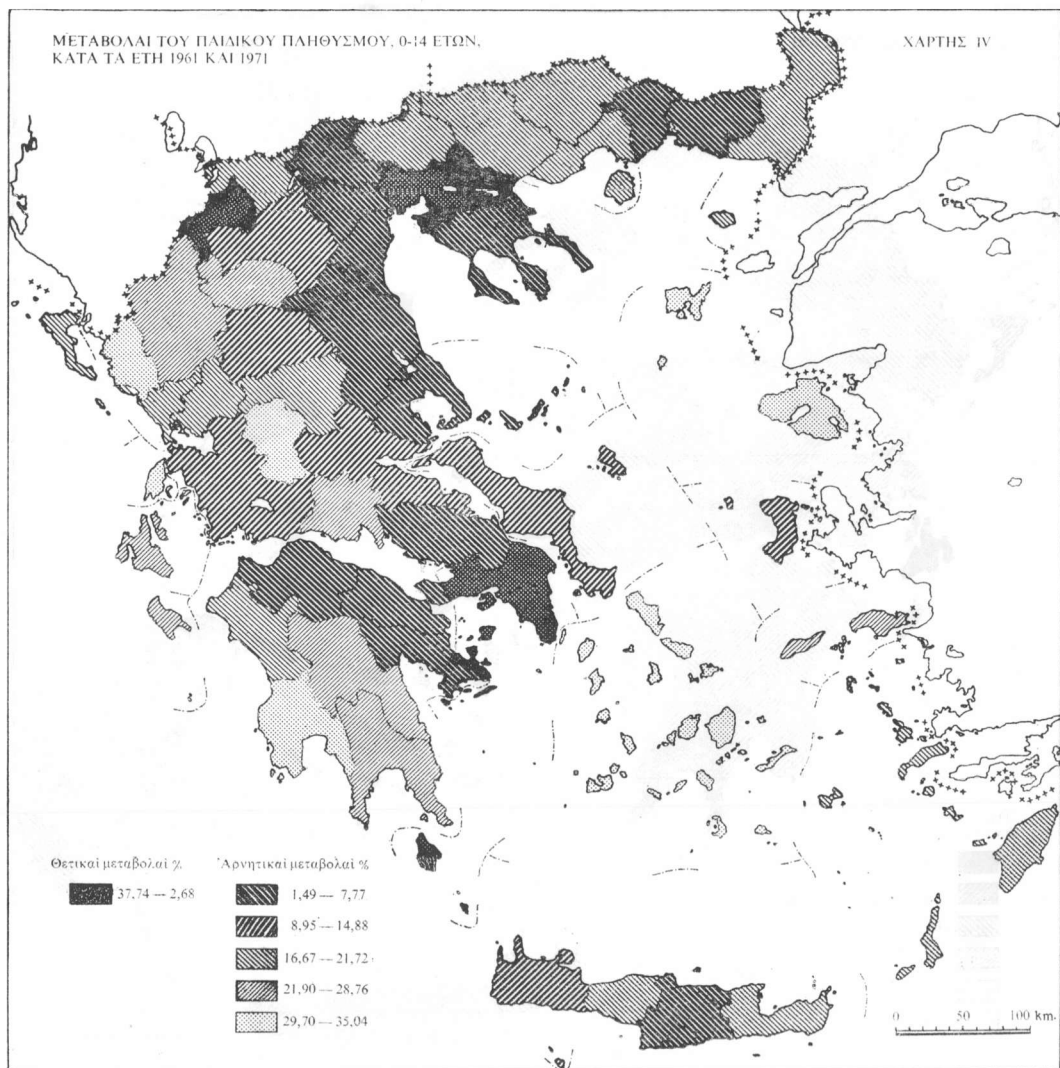 ΜΕΤΑΒΟΛΑΙ ΤΟΥ ΠΑΙΔΙΚΟΥ ΠΛΗΘΥΣΜΟΥ, 0-14 ΕΤΩΝ,
ΚΑΤΑ ΤΑ ΕΤΗ 1961 ΚΑΙ 1971
ΧΑΡΤΗΣ IV
Θετικαί μεταβολαί %
37,74 — 2,68
Ἀρνητικαί μεταβολαί %
1,49 — 7,77
8,95 — 14,88
16,67 — 21,72
21,90 — 28,76
29,70 — 35,04
0 50 100 km.